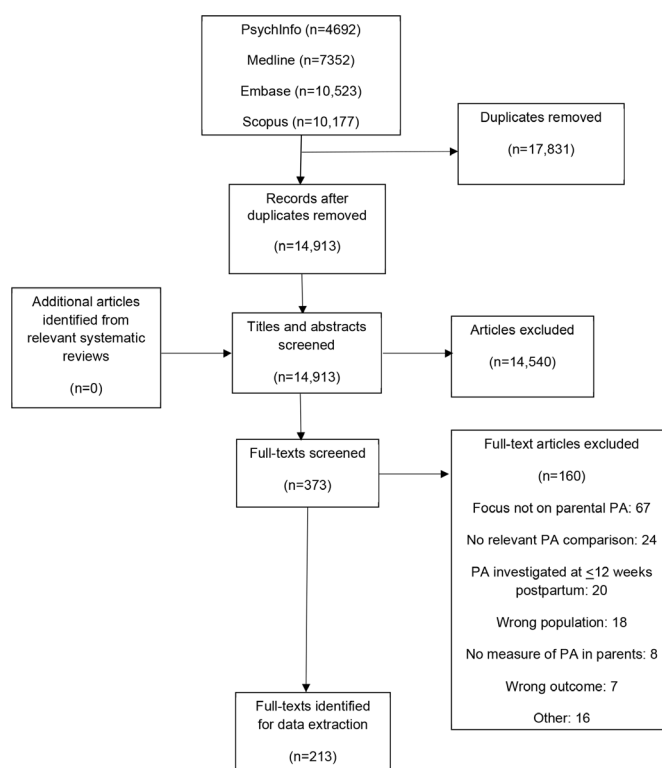 PsychInfo (n=4692)
Medline (n=7352)
Embase (n=10,523)
Scopus (n=10,177)
Duplicates removed
(n=17,831)
Records after
duplicates removed
(n=14,913)
Additional articles
identified from
relevant systematic
reviews
(n=0)
Titles and abstracts
screened
(n=14,913)
Articles excluded
(n=14,540)
Full-texts screened
(n=373)
Full-text articles excluded
(n=160)
Focus not on parental PA: 67
No relevant PA comparison: 24
PA investigated at ≤12 weeks
postpartum: 20
Wrong population: 18
No measure of PA in parents: 8
Wrong outcome: 7
Other: 16
Full-texts identified
for data extraction
(n=213)